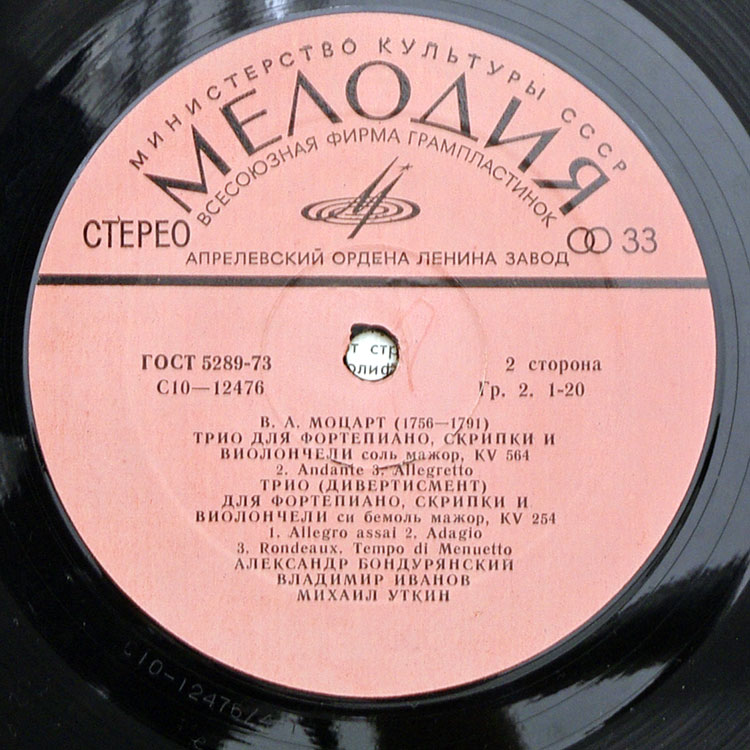 МИНИСТЕРСТВО КУЛЬТУРЫ СССР
МЕЛОДИЯ
ВСЕСОЮЗНАЯ ФИРМА ГРАМПЛАСТИНОК
СТЕРЕО
33
АПРЕЛЕВСКИЙ ОРДЕНА ЛЕНИНА ЗАВОД
ГОСТ 5289-73
2 сторона
С10—12476
Гр. 2. 1-20
В. А. МОЦАРТ (1756—1791)
ТРИО ДЛЯ ФОРТЕПИАНО, СКРИПКИ И
ВИОЛОНЧЕЛИ соль мажор, KV 564
2. Andante 3. Allegretto
ТРИО (ДИВЕРТИСМЕНТ)
ДЛЯ ФОРТЕПИАНО, СКРИПКИ И
ВИОЛОНЧЕЛИ си бемоль мажор, KV 254
1. Allegro assai 2. Adagio
3. Rondeaux. Tempo di Menuetto
АЛЕКСАНДР БОНДУРЯНСКИЙ
ВЛАДИМИР ИВАНОВ
МИХАИЛ УТКИН